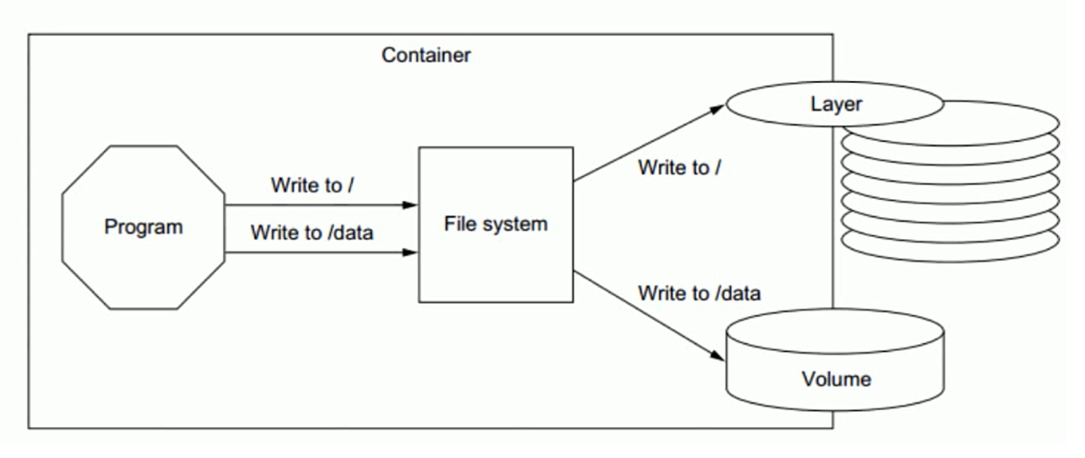 Container
Layer
Write to /
Write to /
Program
File system
Write to /data
Write to /data
Volume